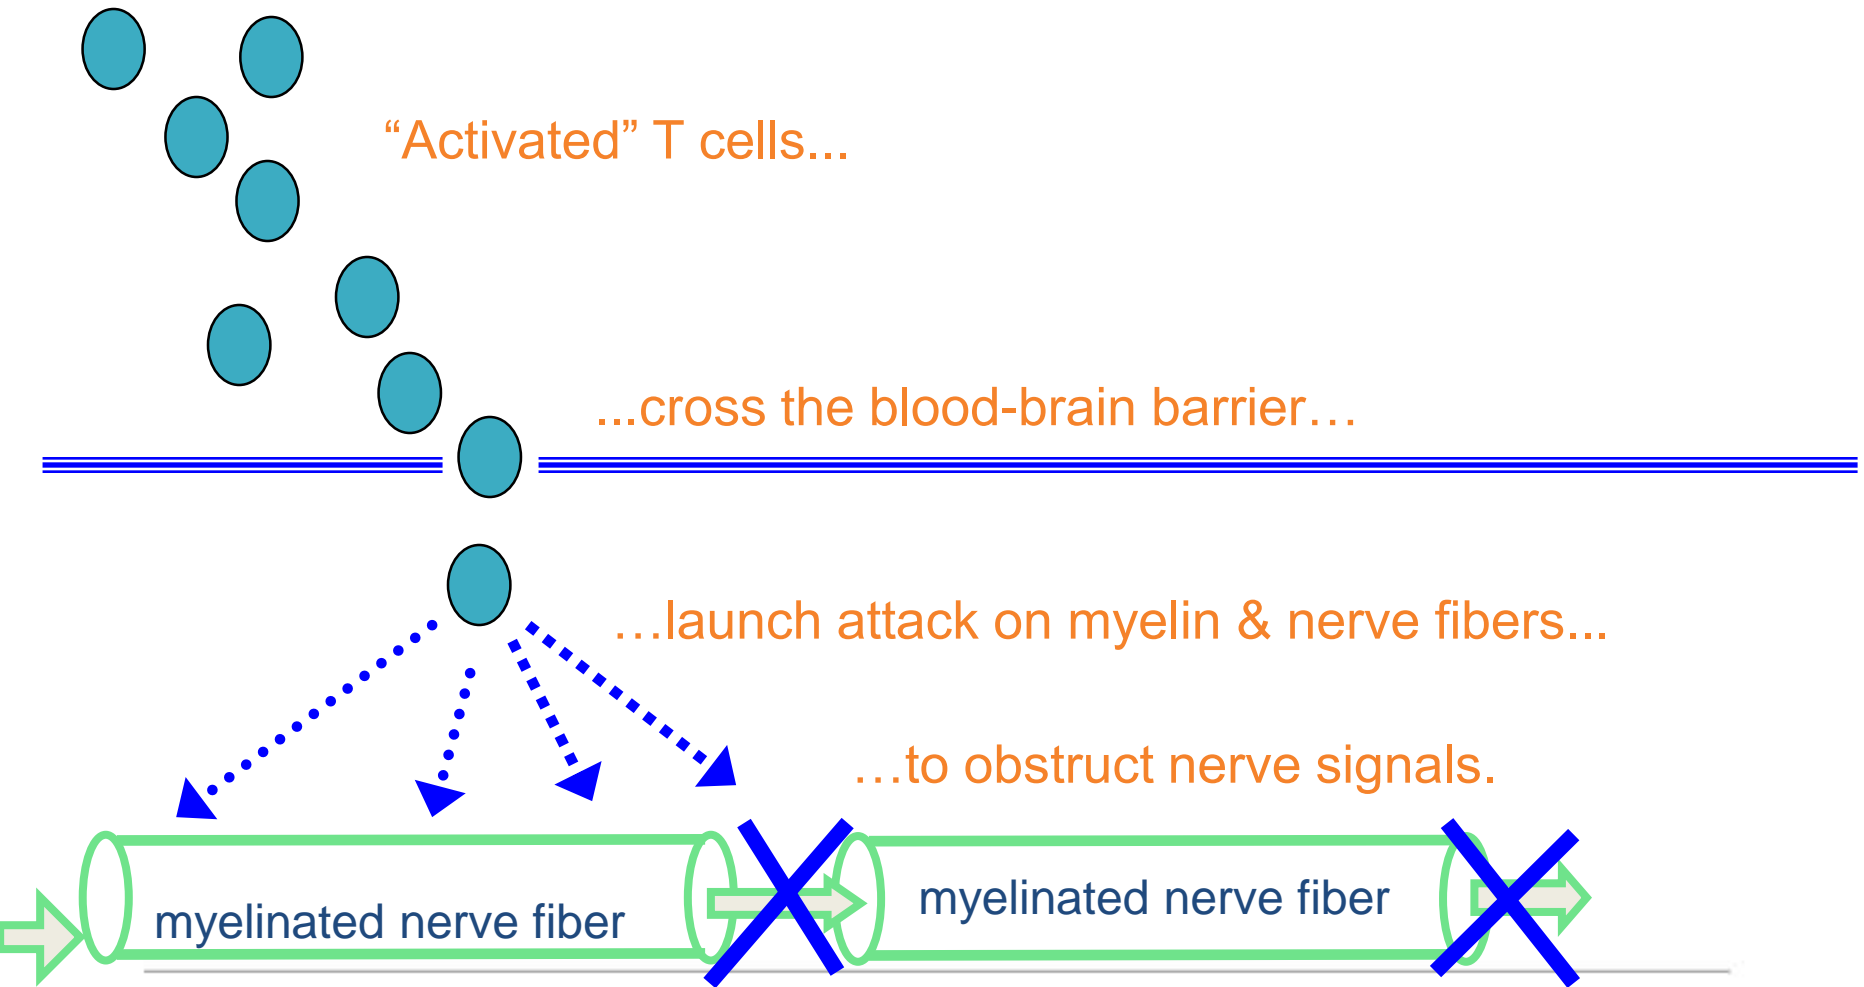 “Activated” T cells...
...cross the blood-brain barrier…
…launch attack on myelin & nerve fibers...
…to obstruct nerve signals.
myelinated nerve fiber
myelinated nerve fiber